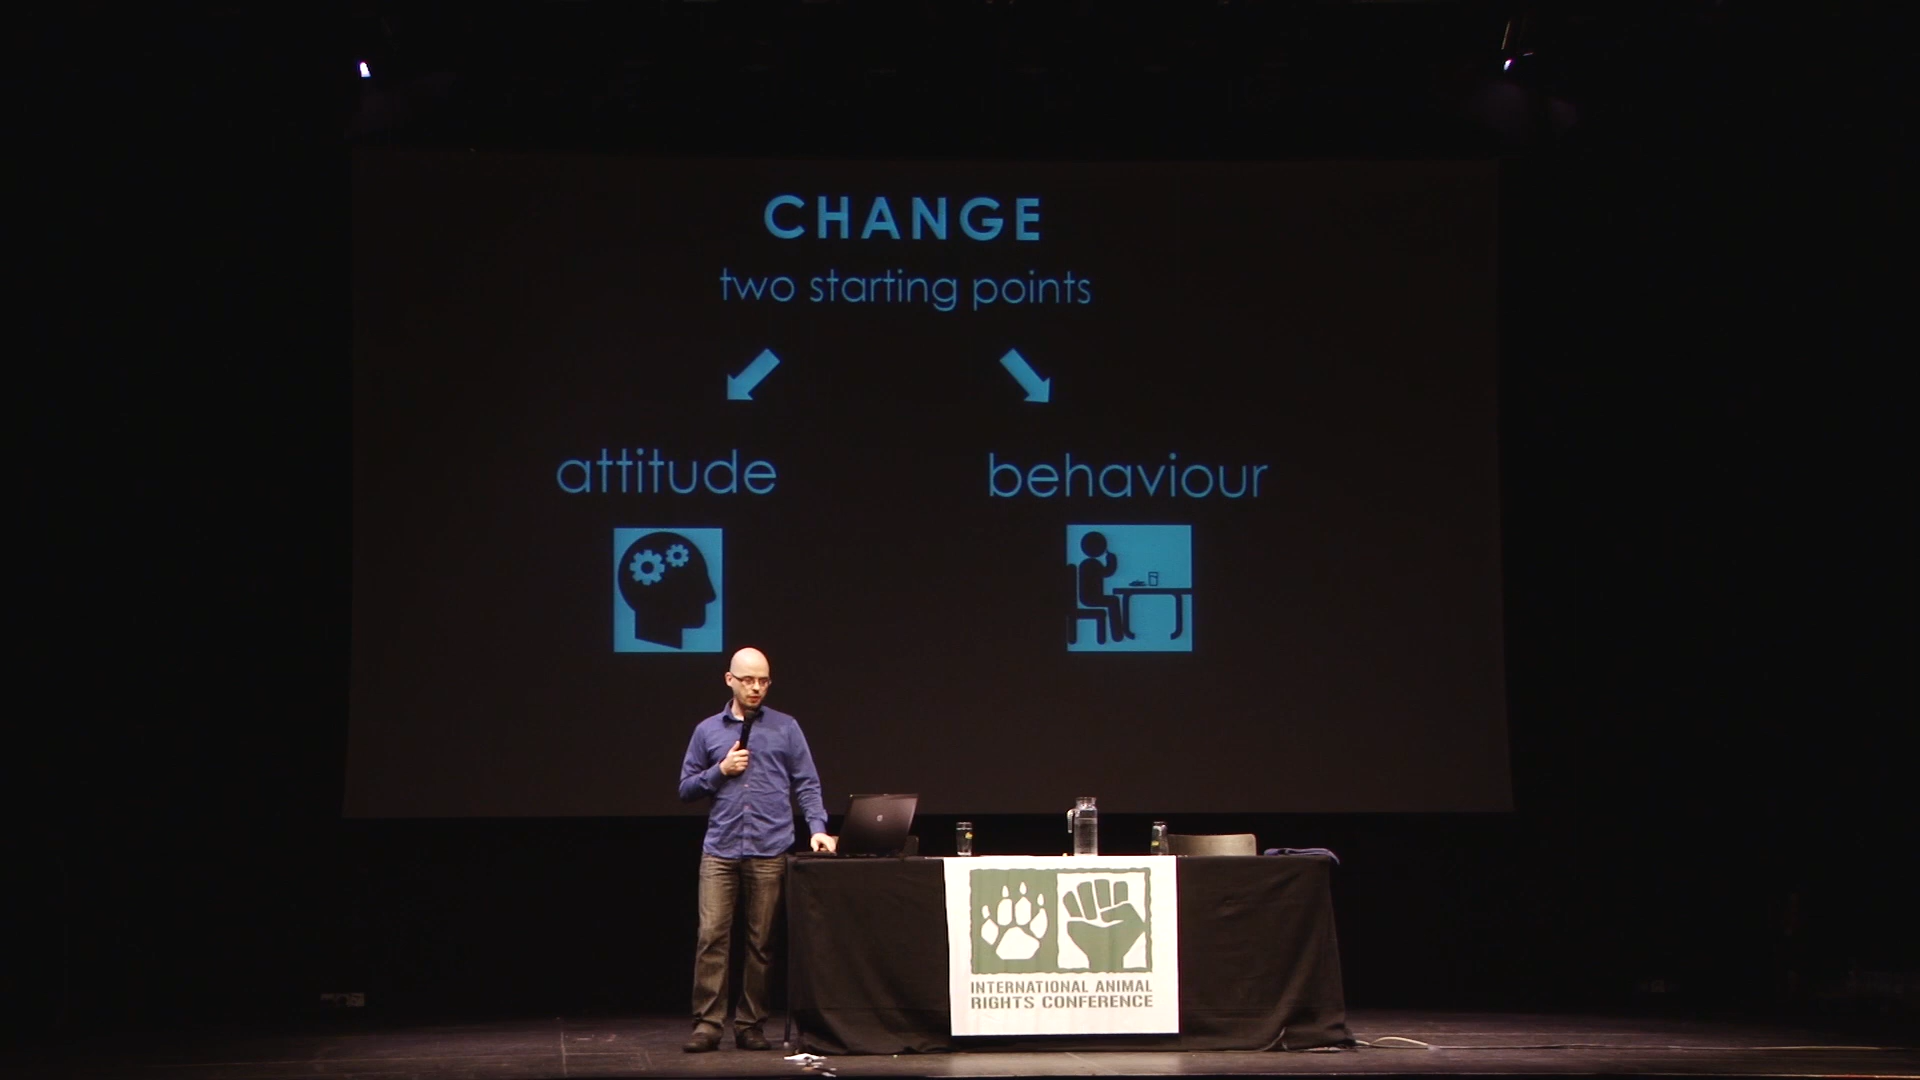 CHANGE
two starting points
attitude
behaviour
INTERNATIONAL ANIMAL
RIGHTS CONFERENCE